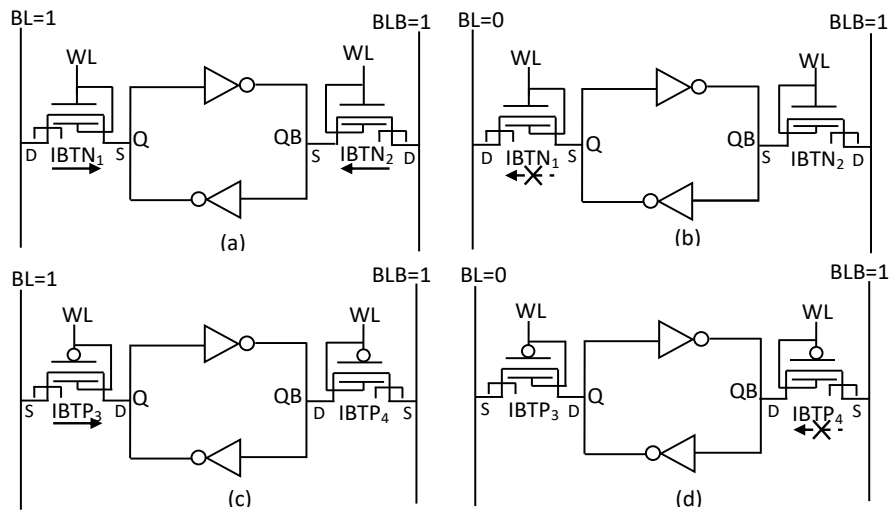 BL=1
BLB=1
WL
WL
Q
QB
D
S
S
D
IBTN₁
IBTN₂
(a)
BL=0
BLB=1
WL
WL
Q
QB
D
S
S
D
IBTN₁
IBTN₂
(b)
BL=1
BLB=1
WL
WL
Q
QB
S
D
D
S
IBTP₃
IBTP₄
(c)
BL=0
BLB=1
WL
WL
Q
QB
S
D
D
S
IBTP₃
IBTP₄
(d)